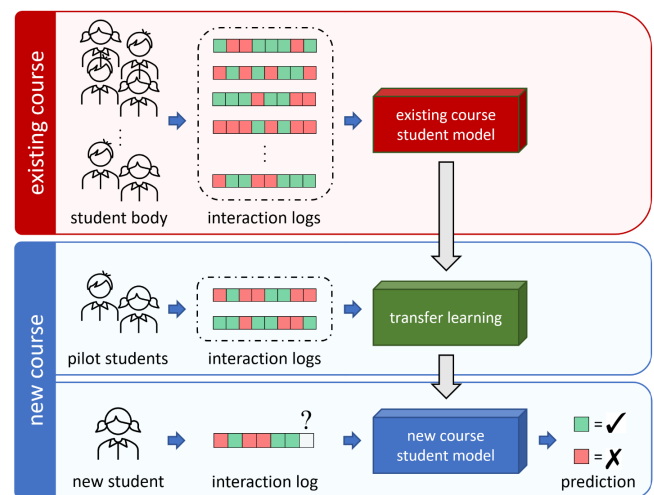 existing course
student body
interaction logs
existing course
student model
new course
pilot students
interaction logs
transfer learning
new student
?
interaction log
new course
student model
= ✓
= ✗
prediction